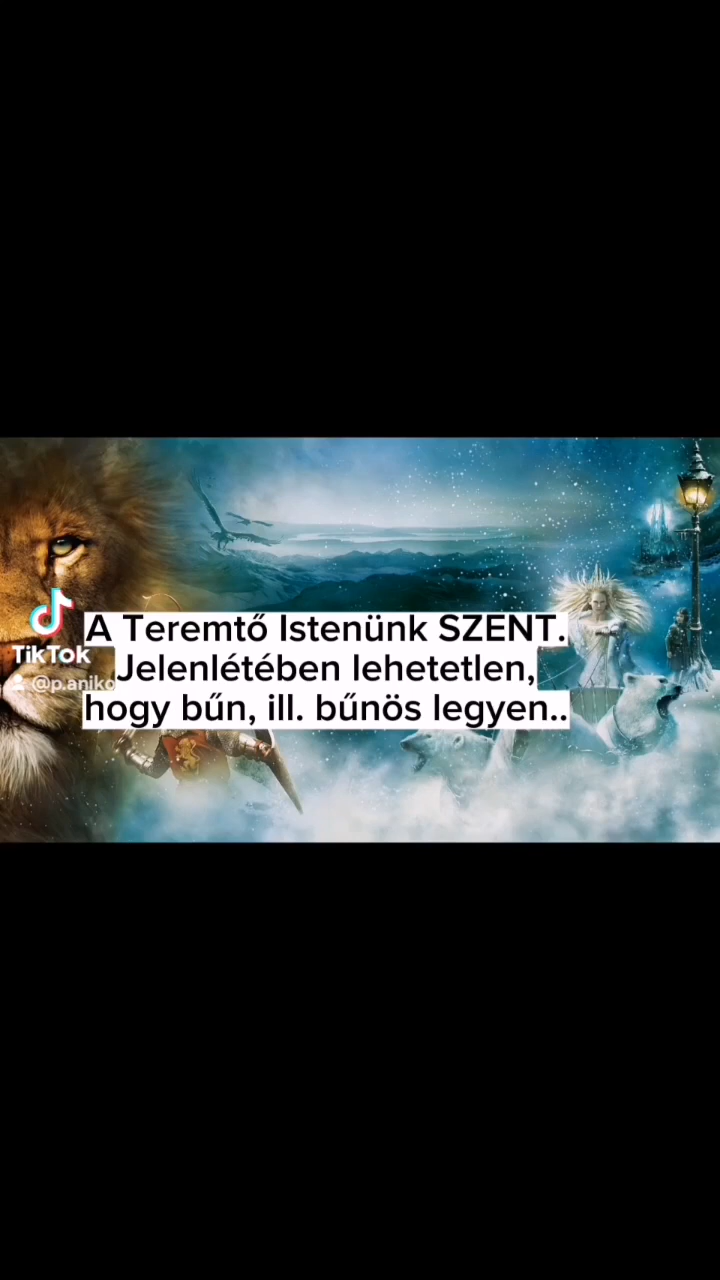 A Teremtő Istenünk SZENT.
Jelenlétében lehetetlen,
hogy bűn, ill. bűnös legyen..
TikTok
@p.aniko